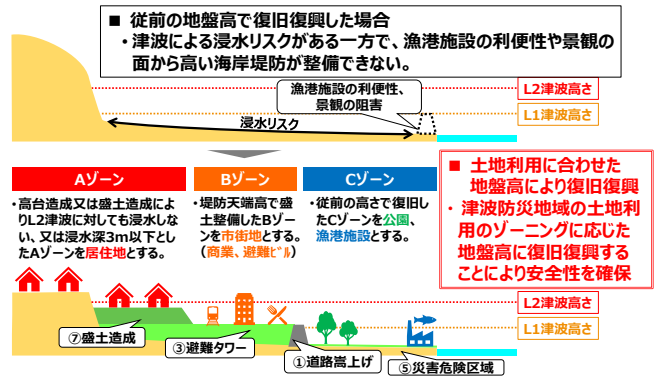 ■ 従前の地盤高で復旧復興した場合
・津波による浸水リスクがある一方で、漁港施設の利便性や景観の
面から高い海岸堤防が整備できない。
漁港施設の利便性、
景観の阻害
L2津波高さ
L1津波高さ
浸水リスク
Aゾーン
・高台造成又は盛土造成によ
りL2津波に対しても浸水しな
い、又は浸水深3m以下とし
たAゾーンを居住地とする。
Bゾーン
・堤防天端高で盛
土整備したBゾー
ンを市街地とする。
（商業、避難ﾋﾞﾙ）
Cゾーン
・従前の高さで復旧し
たCゾーンを公園、
漁港施設とする。
■ 土地利用に合わせた
地盤高により復旧復興
・ 津波防災地域の土地利
用のゾーニングに応じた
地盤高に復旧復興する
ことにより安全性を確保
L2津波高さ
L1津波高さ
⑦盛土造成
③避難タワー
①道路嵩上げ
⑤災害危険区域